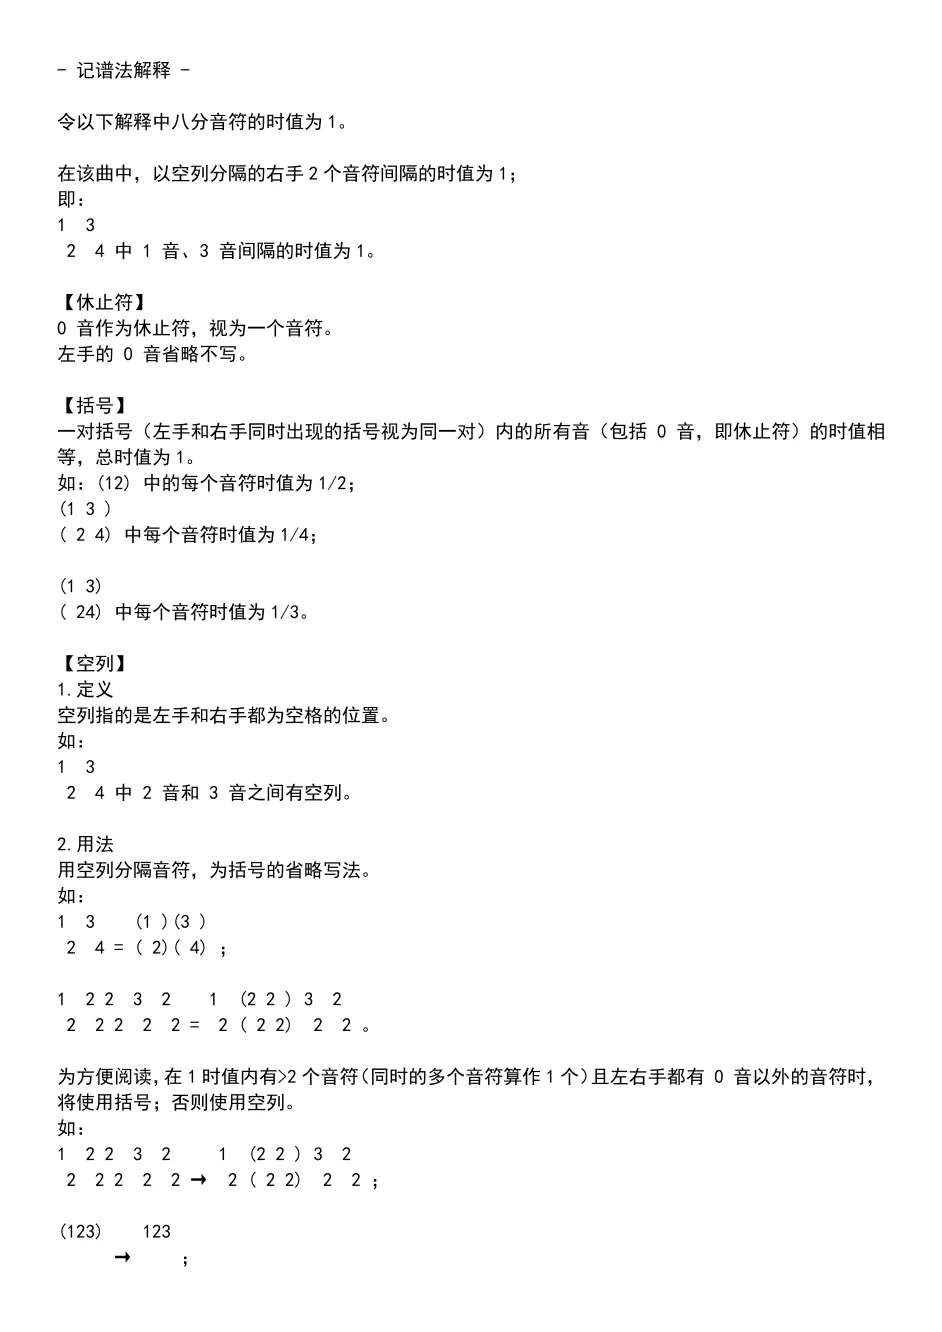 - 记谱法解释 -
令以下解释中八分音符的时值为1。
在该曲中，以空列分隔的右手2个音符间隔的时值为1；
即：
1  3
 2  4 中 1 音、3 音间隔的时值为1。
【休止符】
0 音作为休止符，视为一个音符。
左手的 0 音省略不写。
【括号】
一对括号（左手和右手同时出现的括号视为同一对）内的所有音（包括 0 音，即休止符）的时值相
等，总时值为1。
如：(12) 中的每个音符时值为1/2；
(1 3 )
( 2 4) 中每个音符时值为1/4；
(1 3)
( 24) 中每个音符时值为1/3。
【空列】
1.定义
空列指的是左手和右手都为空格的位置。
如：
1  3
 2  4 中 2 音和 3 音之间有空列。
2.用法
用空列分隔音符，为括号的省略写法。
如：
1  3    (1 )(3 )
 2  4 = ( 2)( 4) ；
1  2 2  3  2    1  (2 2 ) 3  2
 2  2 2  2  2 =  2 ( 2 2)  2  2 。
为方便阅读，在1时值内有>2个音符（同时的多个音符算作1个）且左右手都有 0 音以外的音符时，
将使用括号；否则使用空列。
如：
1  2 2  3  2     1  (2 2 ) 3  2
 2  2 2  2  2 →  2 ( 2 2)  2  2 ；
(123)    123
      →     ；